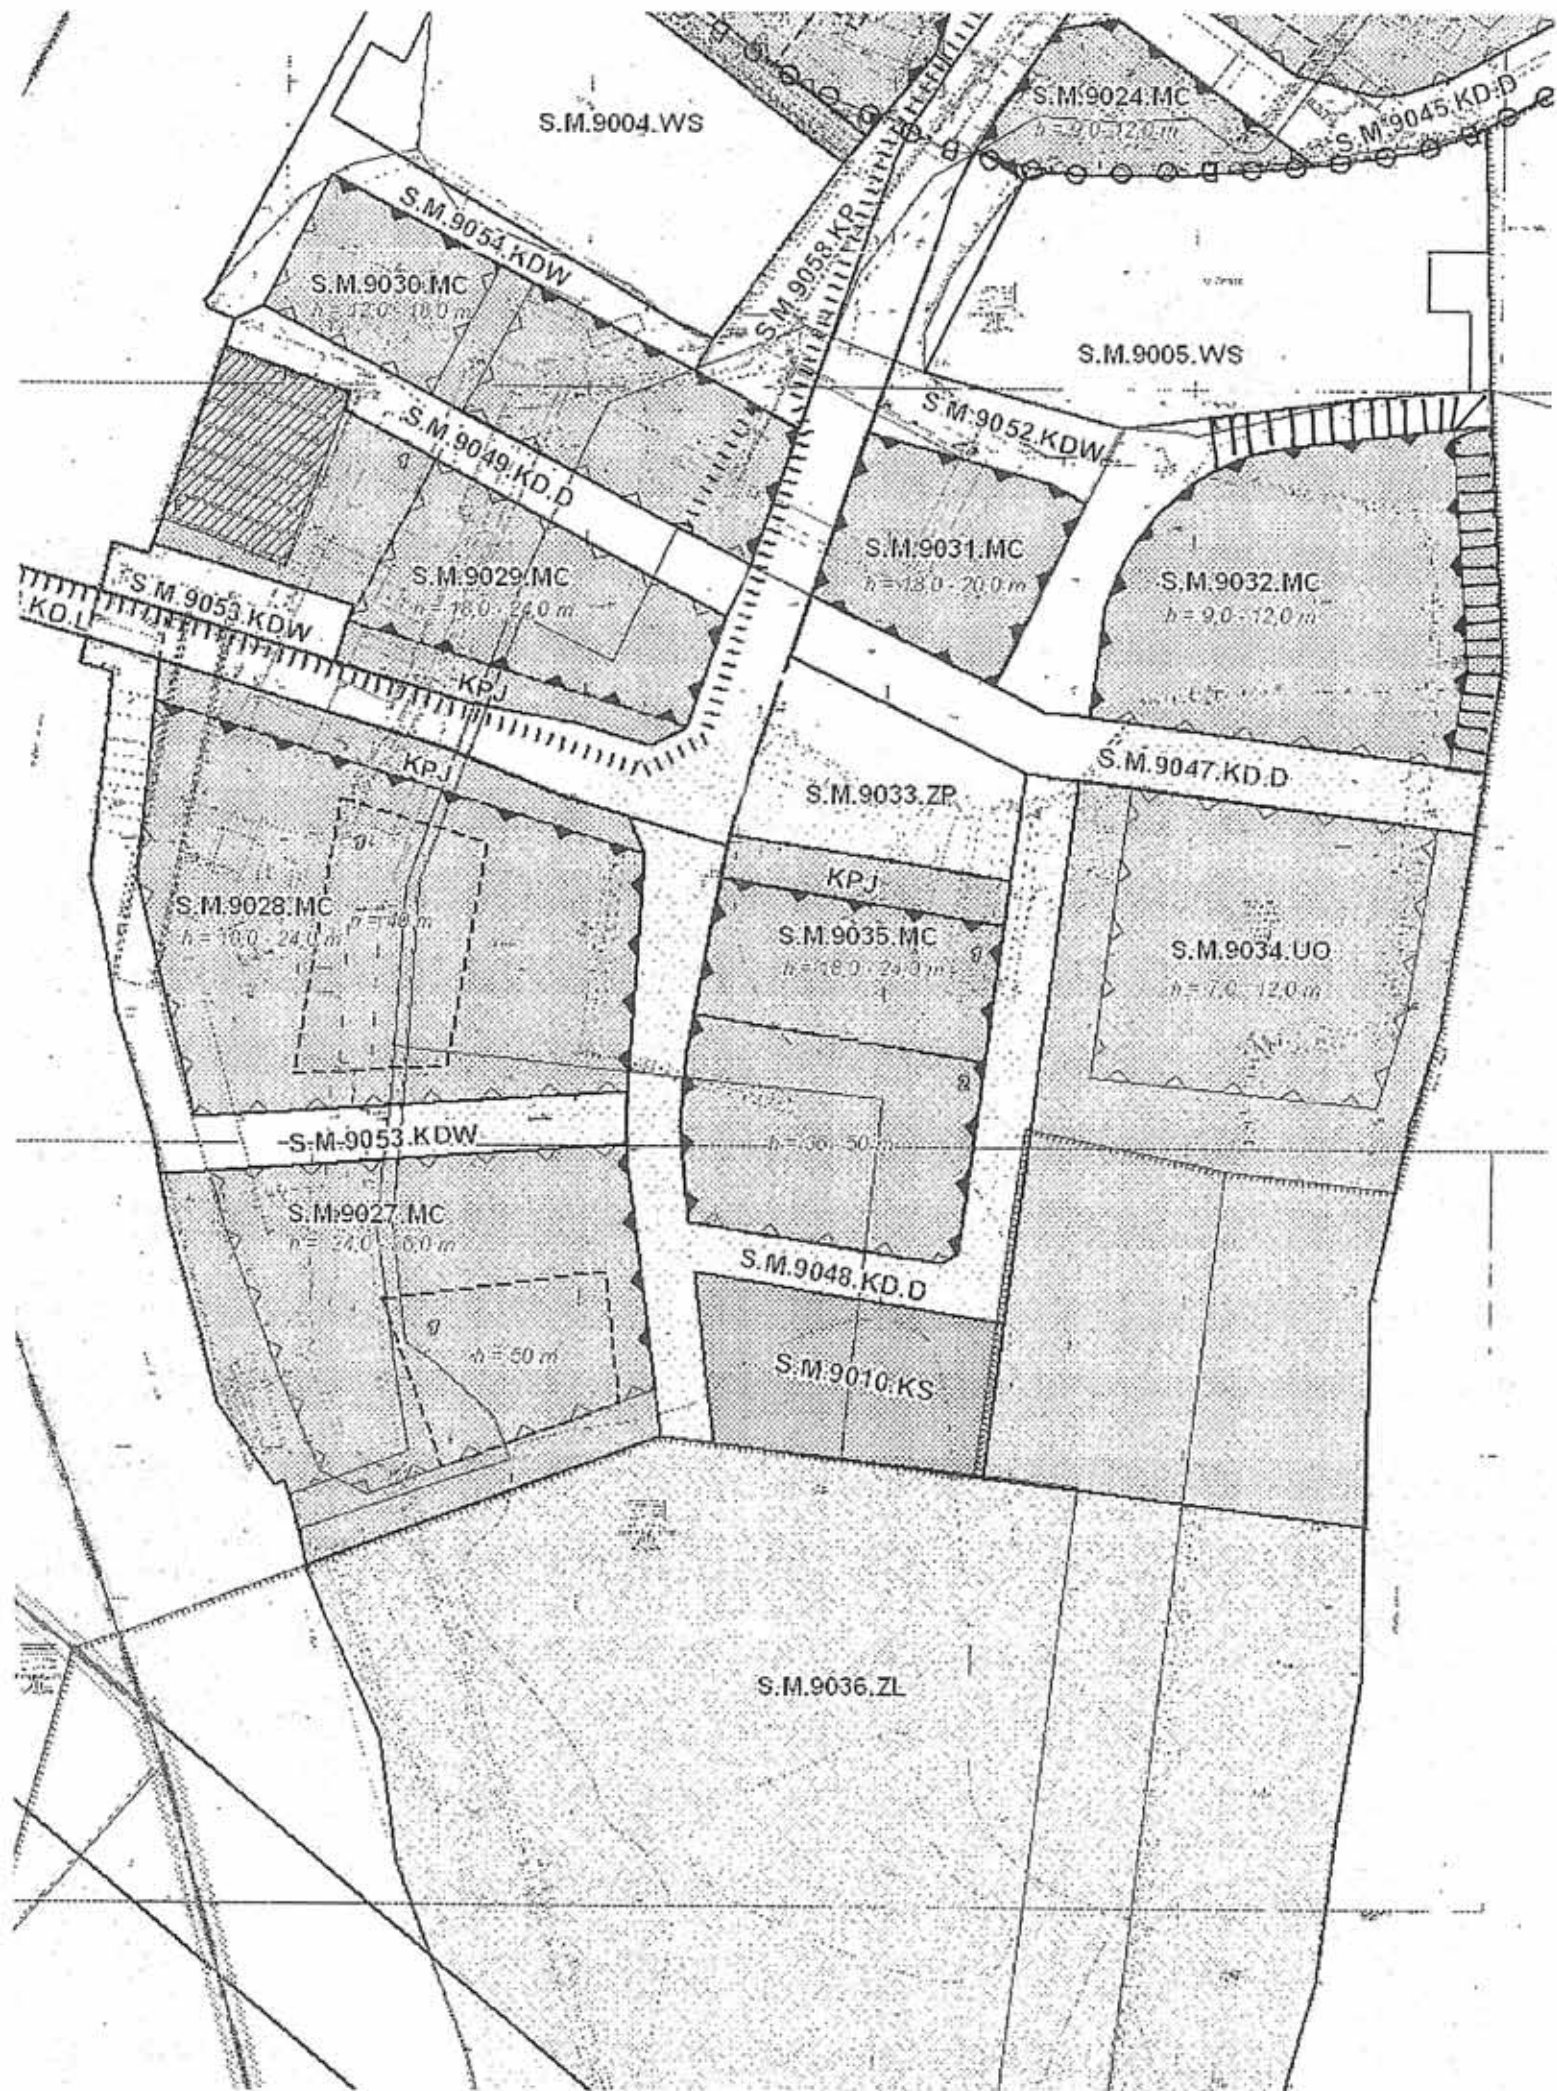 S.M.9024.MC
h = 9,0-12,0 m
S.M.9045.KD.D
S.M.9004.WS
S.M.9054.KDW
S.M.9058.KP
S.M.9030.MC
h = 12,0 - 18,0 m
S.M.9005.WS
S.M.9052.KDW
S.M.9049.KD.D
S.M.9031.MC
h = 18,0 - 20,0 m
S.M.9029.MC
h = 18,0 - 24,0 m
S.M.9032.MC
h = 9,0 - 12,0 m
S.M.9053.KDW
KD.L
KPJ
KPJ
S.M.9047.KD.D
S.M.9033.ZP
KPJ
S.M.9028.MC
S.M.9035.MC
h = 18,0 - 24,0 m
S.M.9034.UO
h = 7,0 - 12,0 m
S.M.9053.KDW
S.M.9027.MC
S.M.9048.KD.D
h = 50 m
S.M.9010.KS
S.M.9036.ZL